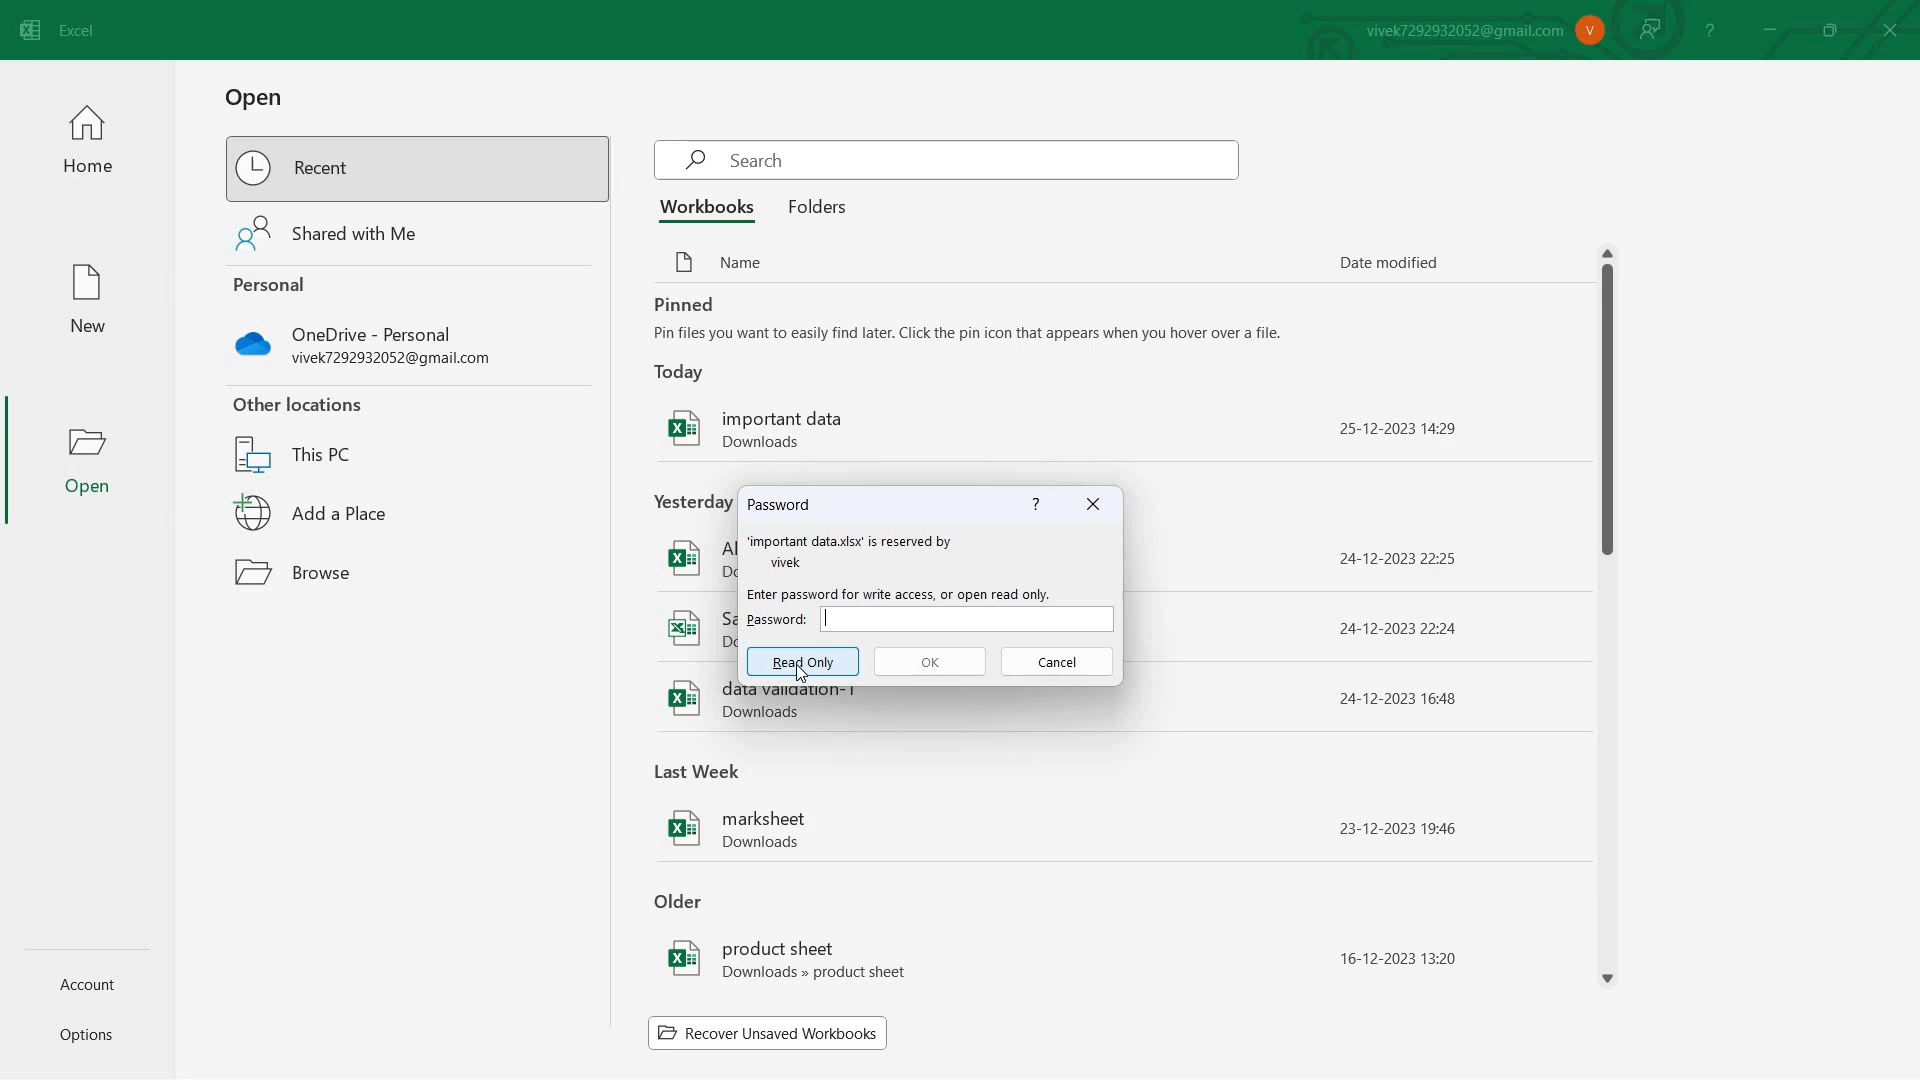 Excel
vivek7292932052@gmail.com
V
?
Home
New
Open
Account
Options
Open
Recent
Shared with Me
Personal
OneDrive - Personal
vivek7292932052@gmail.com
Other locations
This PC
Add a Place
Browse
Search
Workbooks Folders
Name Date modified
Pinned
Pin files you want to easily find later. Click the pin icon that appears when you hover over a file.
Today
important data 25-12-2023 14:29
Downloads
Yesterday
24-12-2023 22:25
24-12-2023 22:24
data validation-1 24-12-2023 16:48
Downloads
Password ?
'important data.xlsx' is reserved by
vivek
Enter password for write access, or open read only.
Password:
Read Only OK Cancel
Last Week
marksheet 23-12-2023 19:46
Downloads
Older
product sheet 16-12-2023 13:20
Downloads » product sheet
Recover Unsaved Workbooks